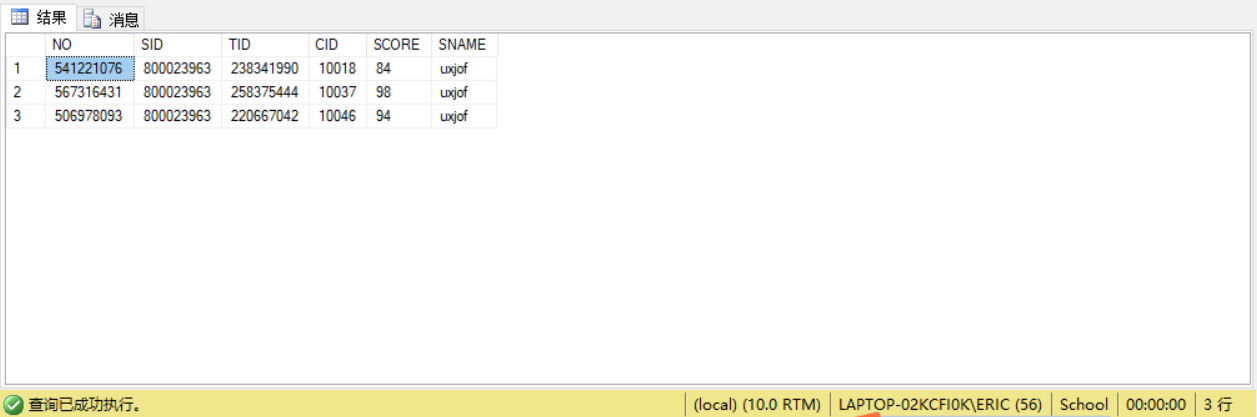 结果 消息
NO SID TID CID SCORE SNAME
1 541221076 800023963 238341990 10018 84 uxjof
2 567316431 800023963 258375444 10037 98 uxjof
3 506978093 800023963 220667042 10046 94 uxjof
查询已成功执行。 (local) (10.0 RTM) LAPTOP-02KCFI0K\ERIC (56) School 00:00:00 3 行